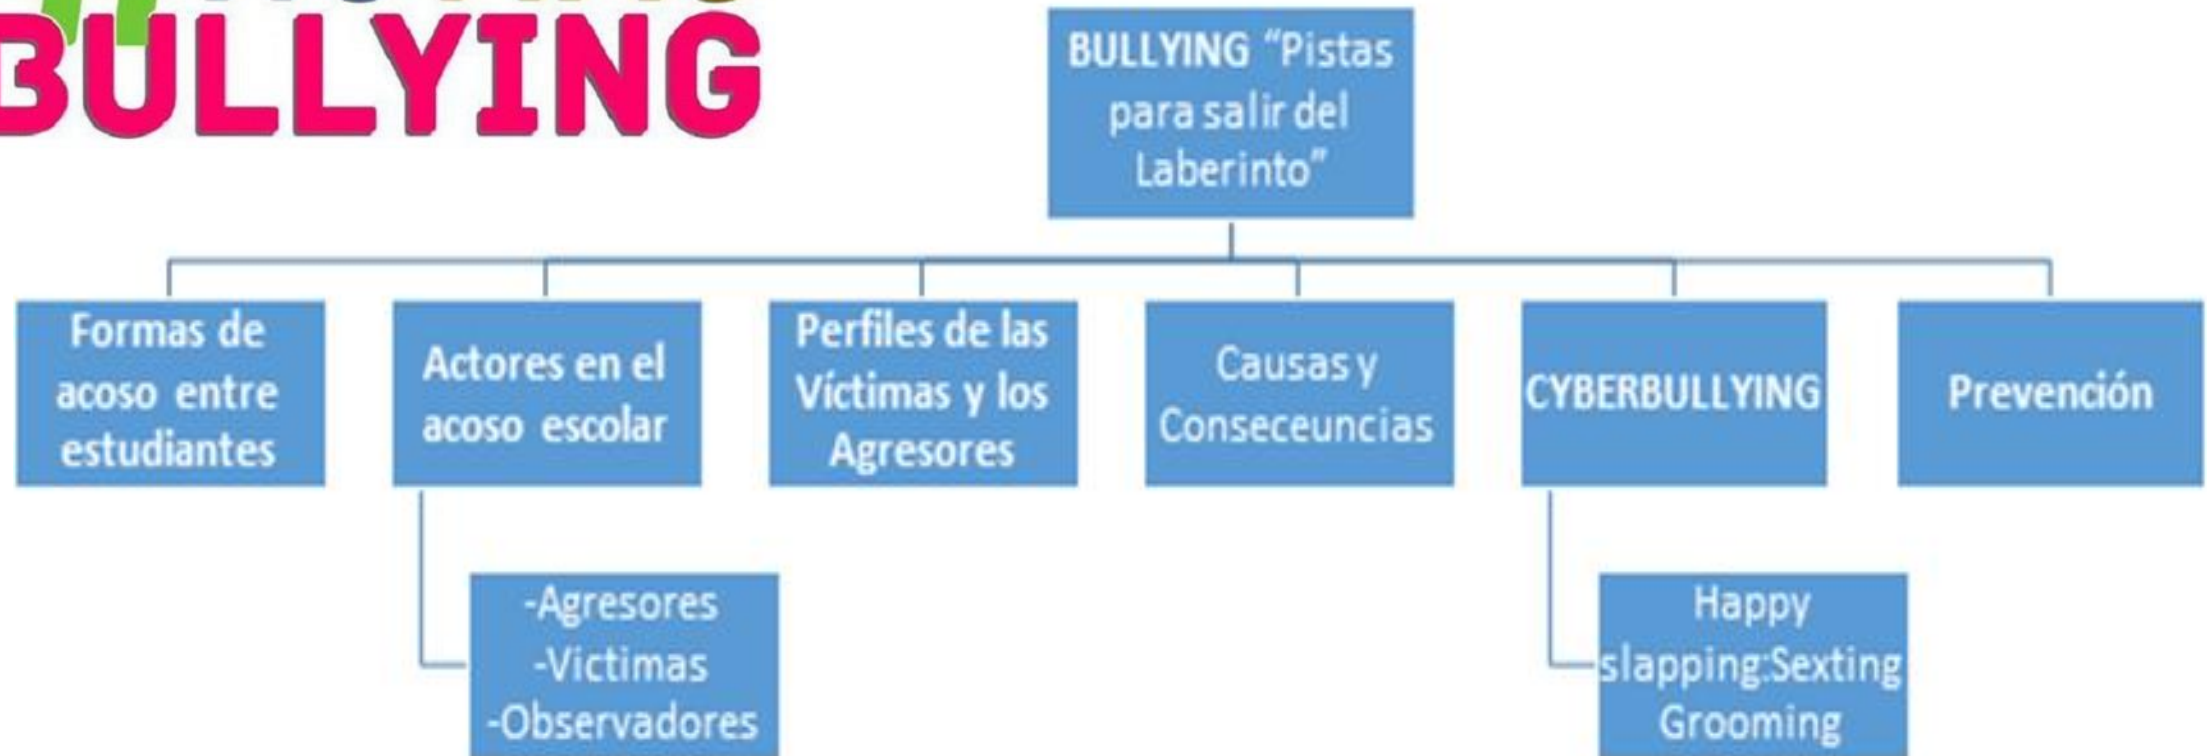 BULLYING
BULLYING “Pistas
para salir del
Laberinto”
Formas de
acoso entre
estudiantes
Actores en el
acoso escolar
Perfiles de las
Víctimas y los
Agresores
Causas y
Conseceuncias
CYBERBULLYING
Prevención
-Agresores
-Victimas
-Observadores
Happy
slapping:Sexting
Grooming